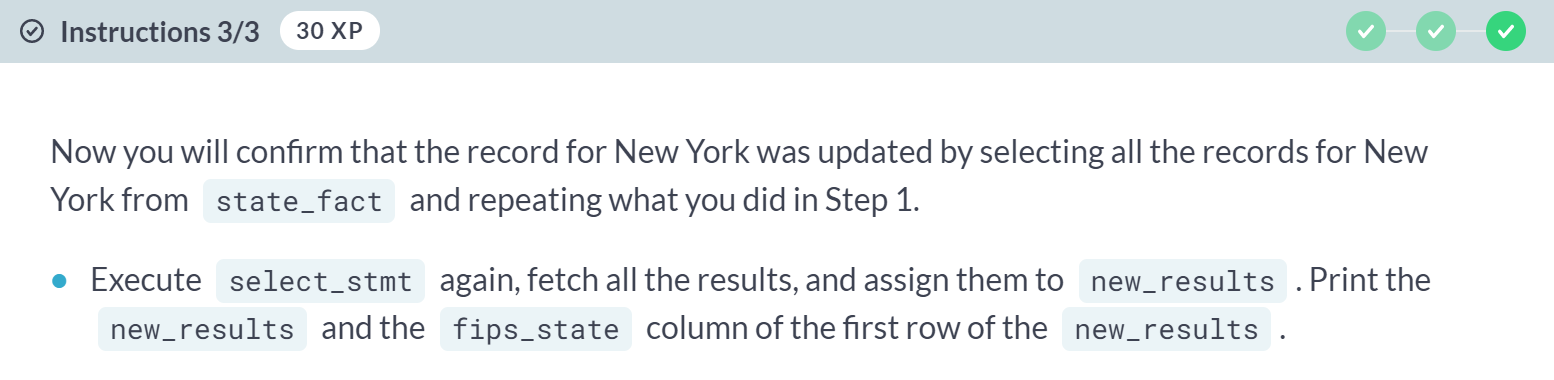 Instructions 3/3 30 XP
Now you will confirm that the record for New York was updated by selecting all the records for New
York from state_fact and repeating what you did in Step 1.
Execute select_stmt again, fetch all the results, and assign them to new_results . Print the
new_results and the fips_state column of the first row of the new_results .